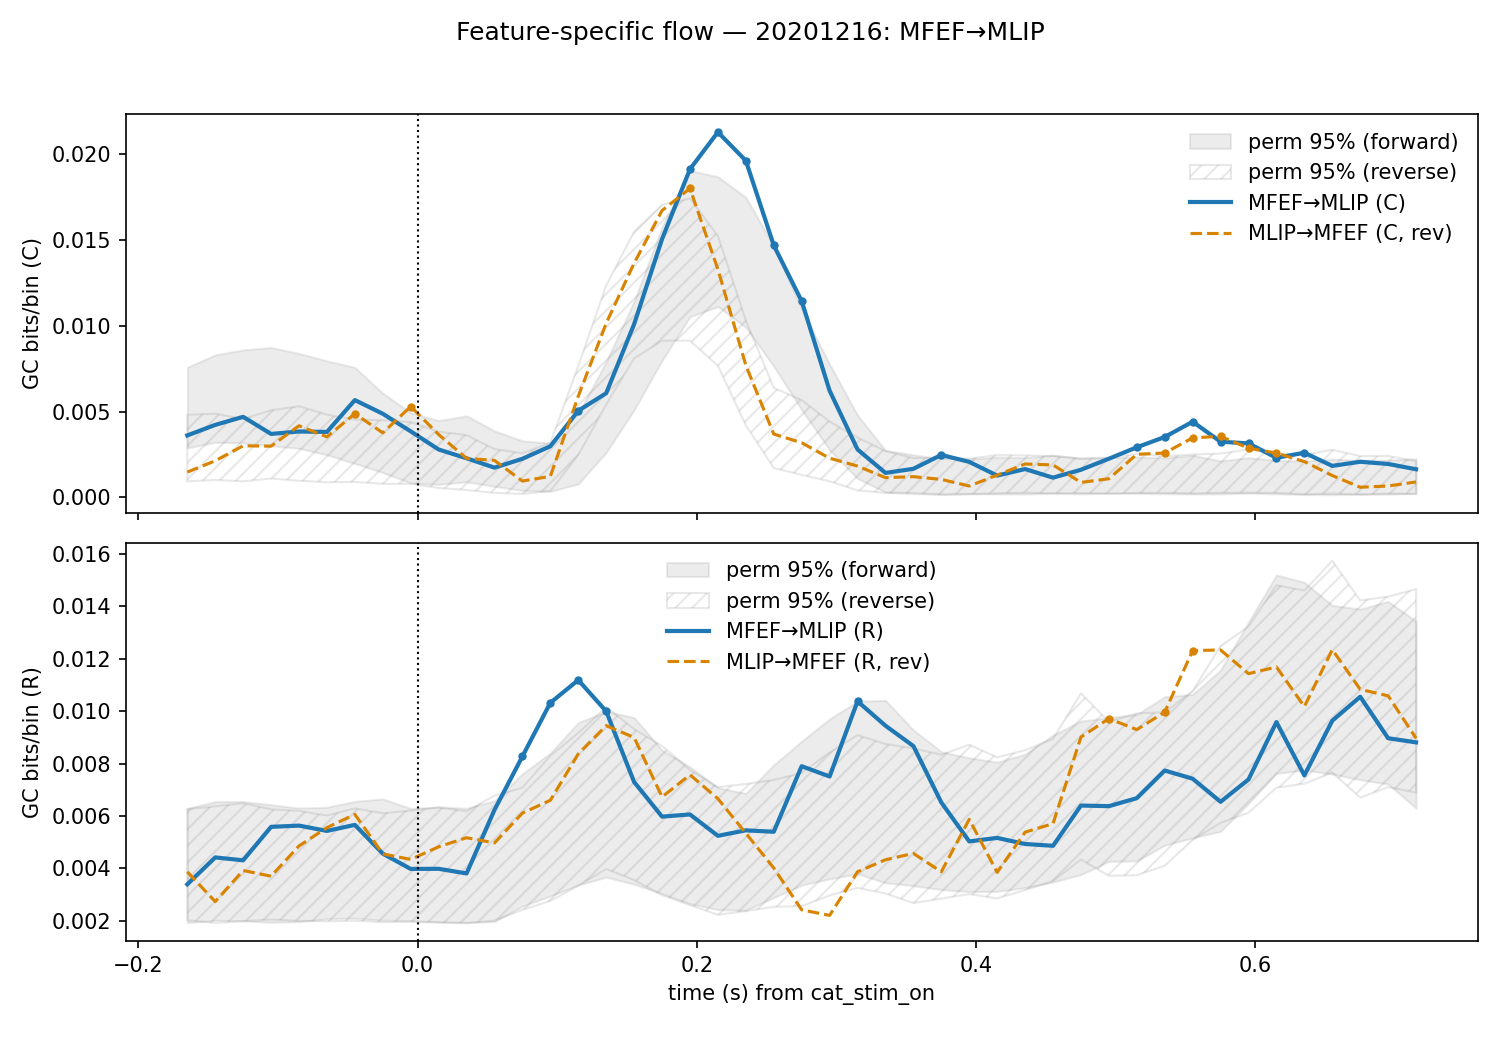 Feature-specific flow — 20201216: MFEF→MLIP
GC bits/bin (C)
0.020
0.015
0.010
0.005
0.000
perm 95% (forward)
perm 95% (reverse)
MFEF→MLIP (C)
MLIP→MFEF (C, rev)
GC bits/bin (R)
0.016
0.014
0.012
0.010
0.008
0.006
0.004
0.002
perm 95% (forward)
perm 95% (reverse)
MFEF→MLIP (R)
MLIP→MFEF (R, rev)
−0.2 0.0 0.2 0.4 0.6
time (s) from cat_stim_on